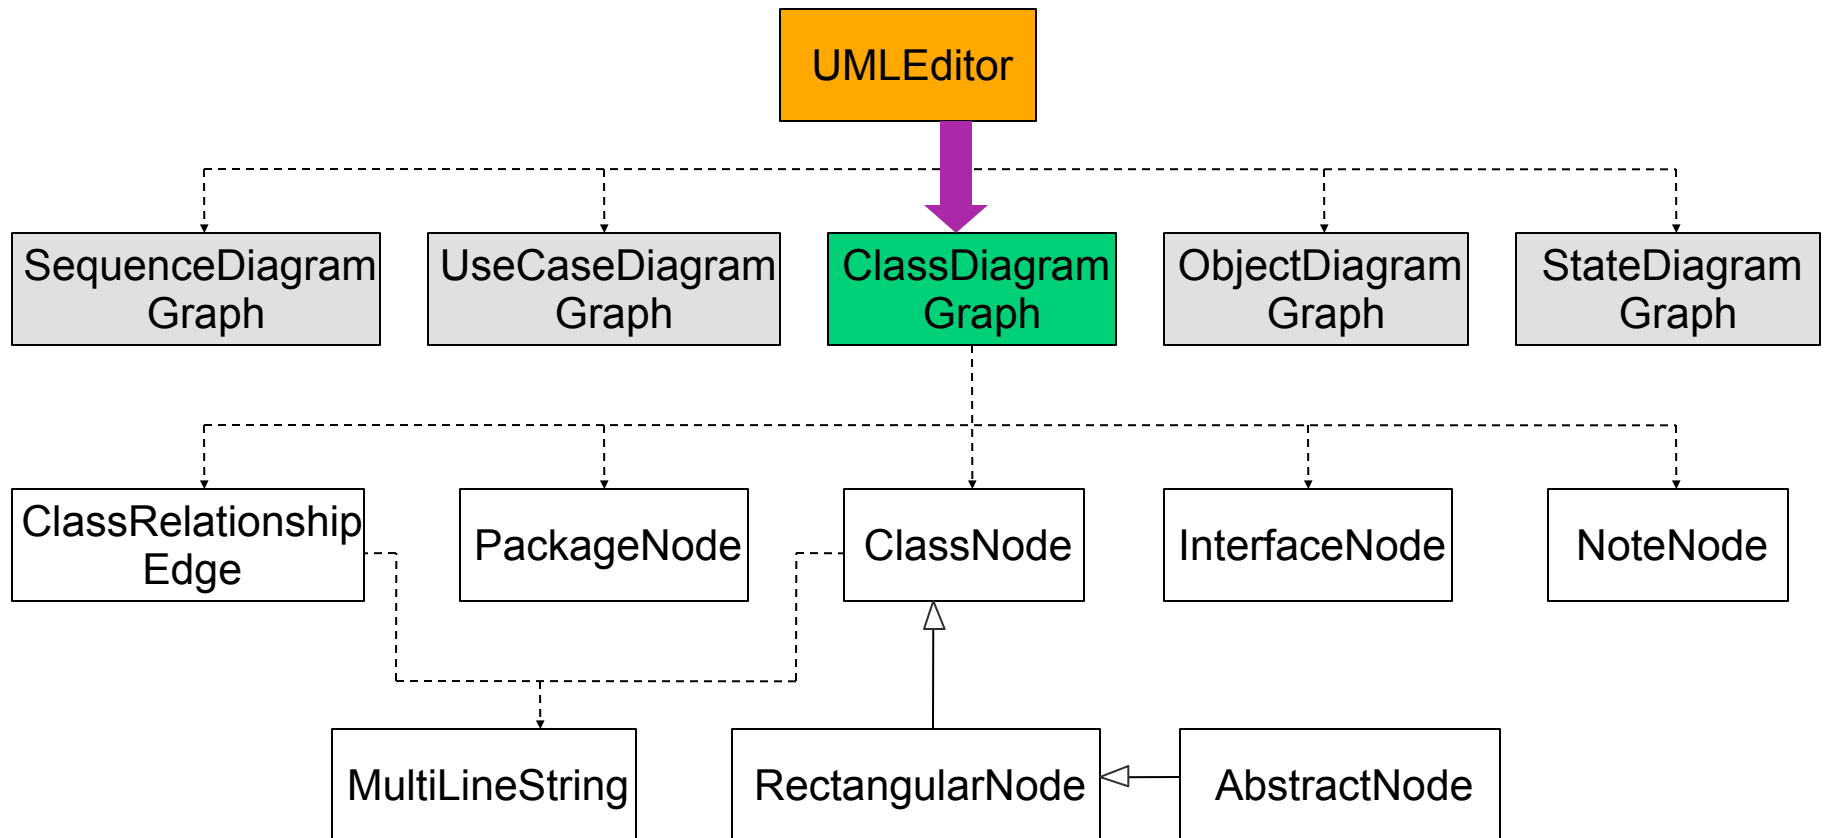 UMLEditor
SequenceDiagram
Graph
UseCaseDiagram
Graph
ClassDiagram
Graph
ObjectDiagram
Graph
StateDiagram
Graph
ClassRelationship
Edge
PackageNode
ClassNode
InterfaceNode
NoteNode
MultiLineString
RectangularNode
AbstractNode